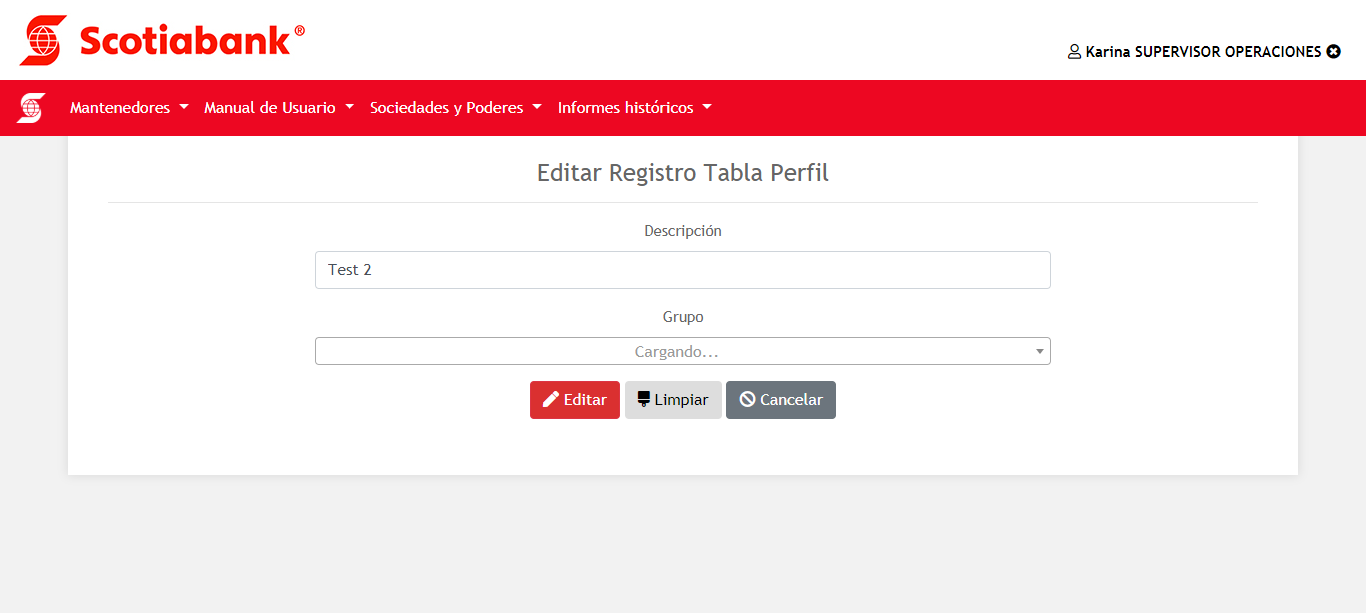 Scotiabank®
Karina SUPERVISOR OPERACIONES
Mantenedores Manual de Usuario Sociedades y Poderes Informes históricos
Editar Registro Tabla Perfil
Descripción
Test 2
Grupo
Cargando...
Editar Limpiar Cancelar